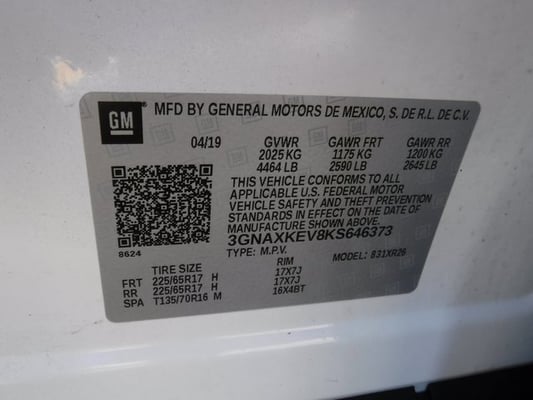 GM MFD BY GENERAL MOTORS DE MEXICO, S. DE R.L. DE C.V.
04/19 GVWR GAWR FRT GAWR RR
2025 KG 1175 KG 1200 KG
4464 LB 2590 LB 2645 LB
THIS VEHICLE CONFORMS TO ALL
APPLICABLE U.S. FEDERAL MOTOR
VEHICLE SAFETY AND THEFT PREVENTION
STANDARDS IN EFFECT ON THE DATE OF
MANUFACTURE SHOWN ABOVE.
3GNAXKEV8KS646373
8624 TYPE: M.P.V. MODEL: 831XR26
TIRE SIZE RIM
FRT 225/65R17 H 17X7J
RR 225/65R17 H 17X7J
SPA T135/70R16 M 16X4BT